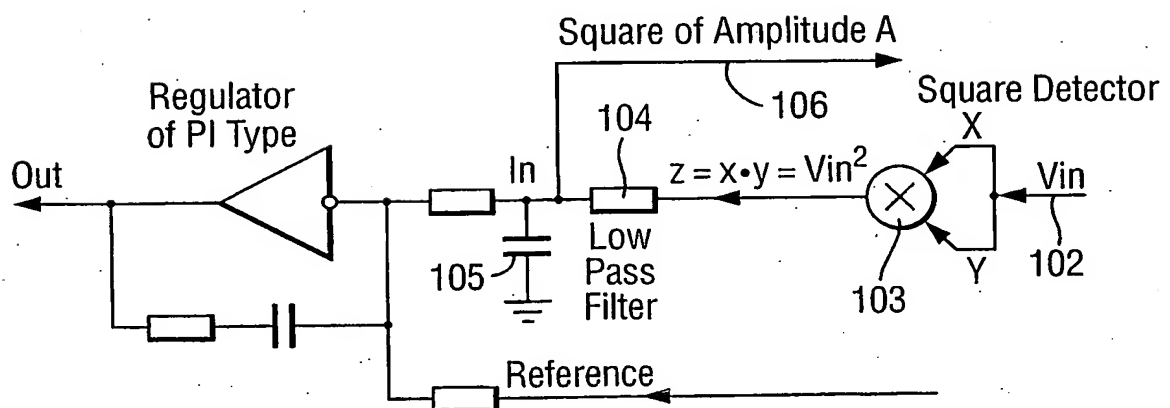 Square of Amplitude A
Regulator
of PI Type
104
106
Square Detector
X
Out
In
z = x•y = Vin²
Vin
105
Low
Pass
Filter
103
Y
102
Reference